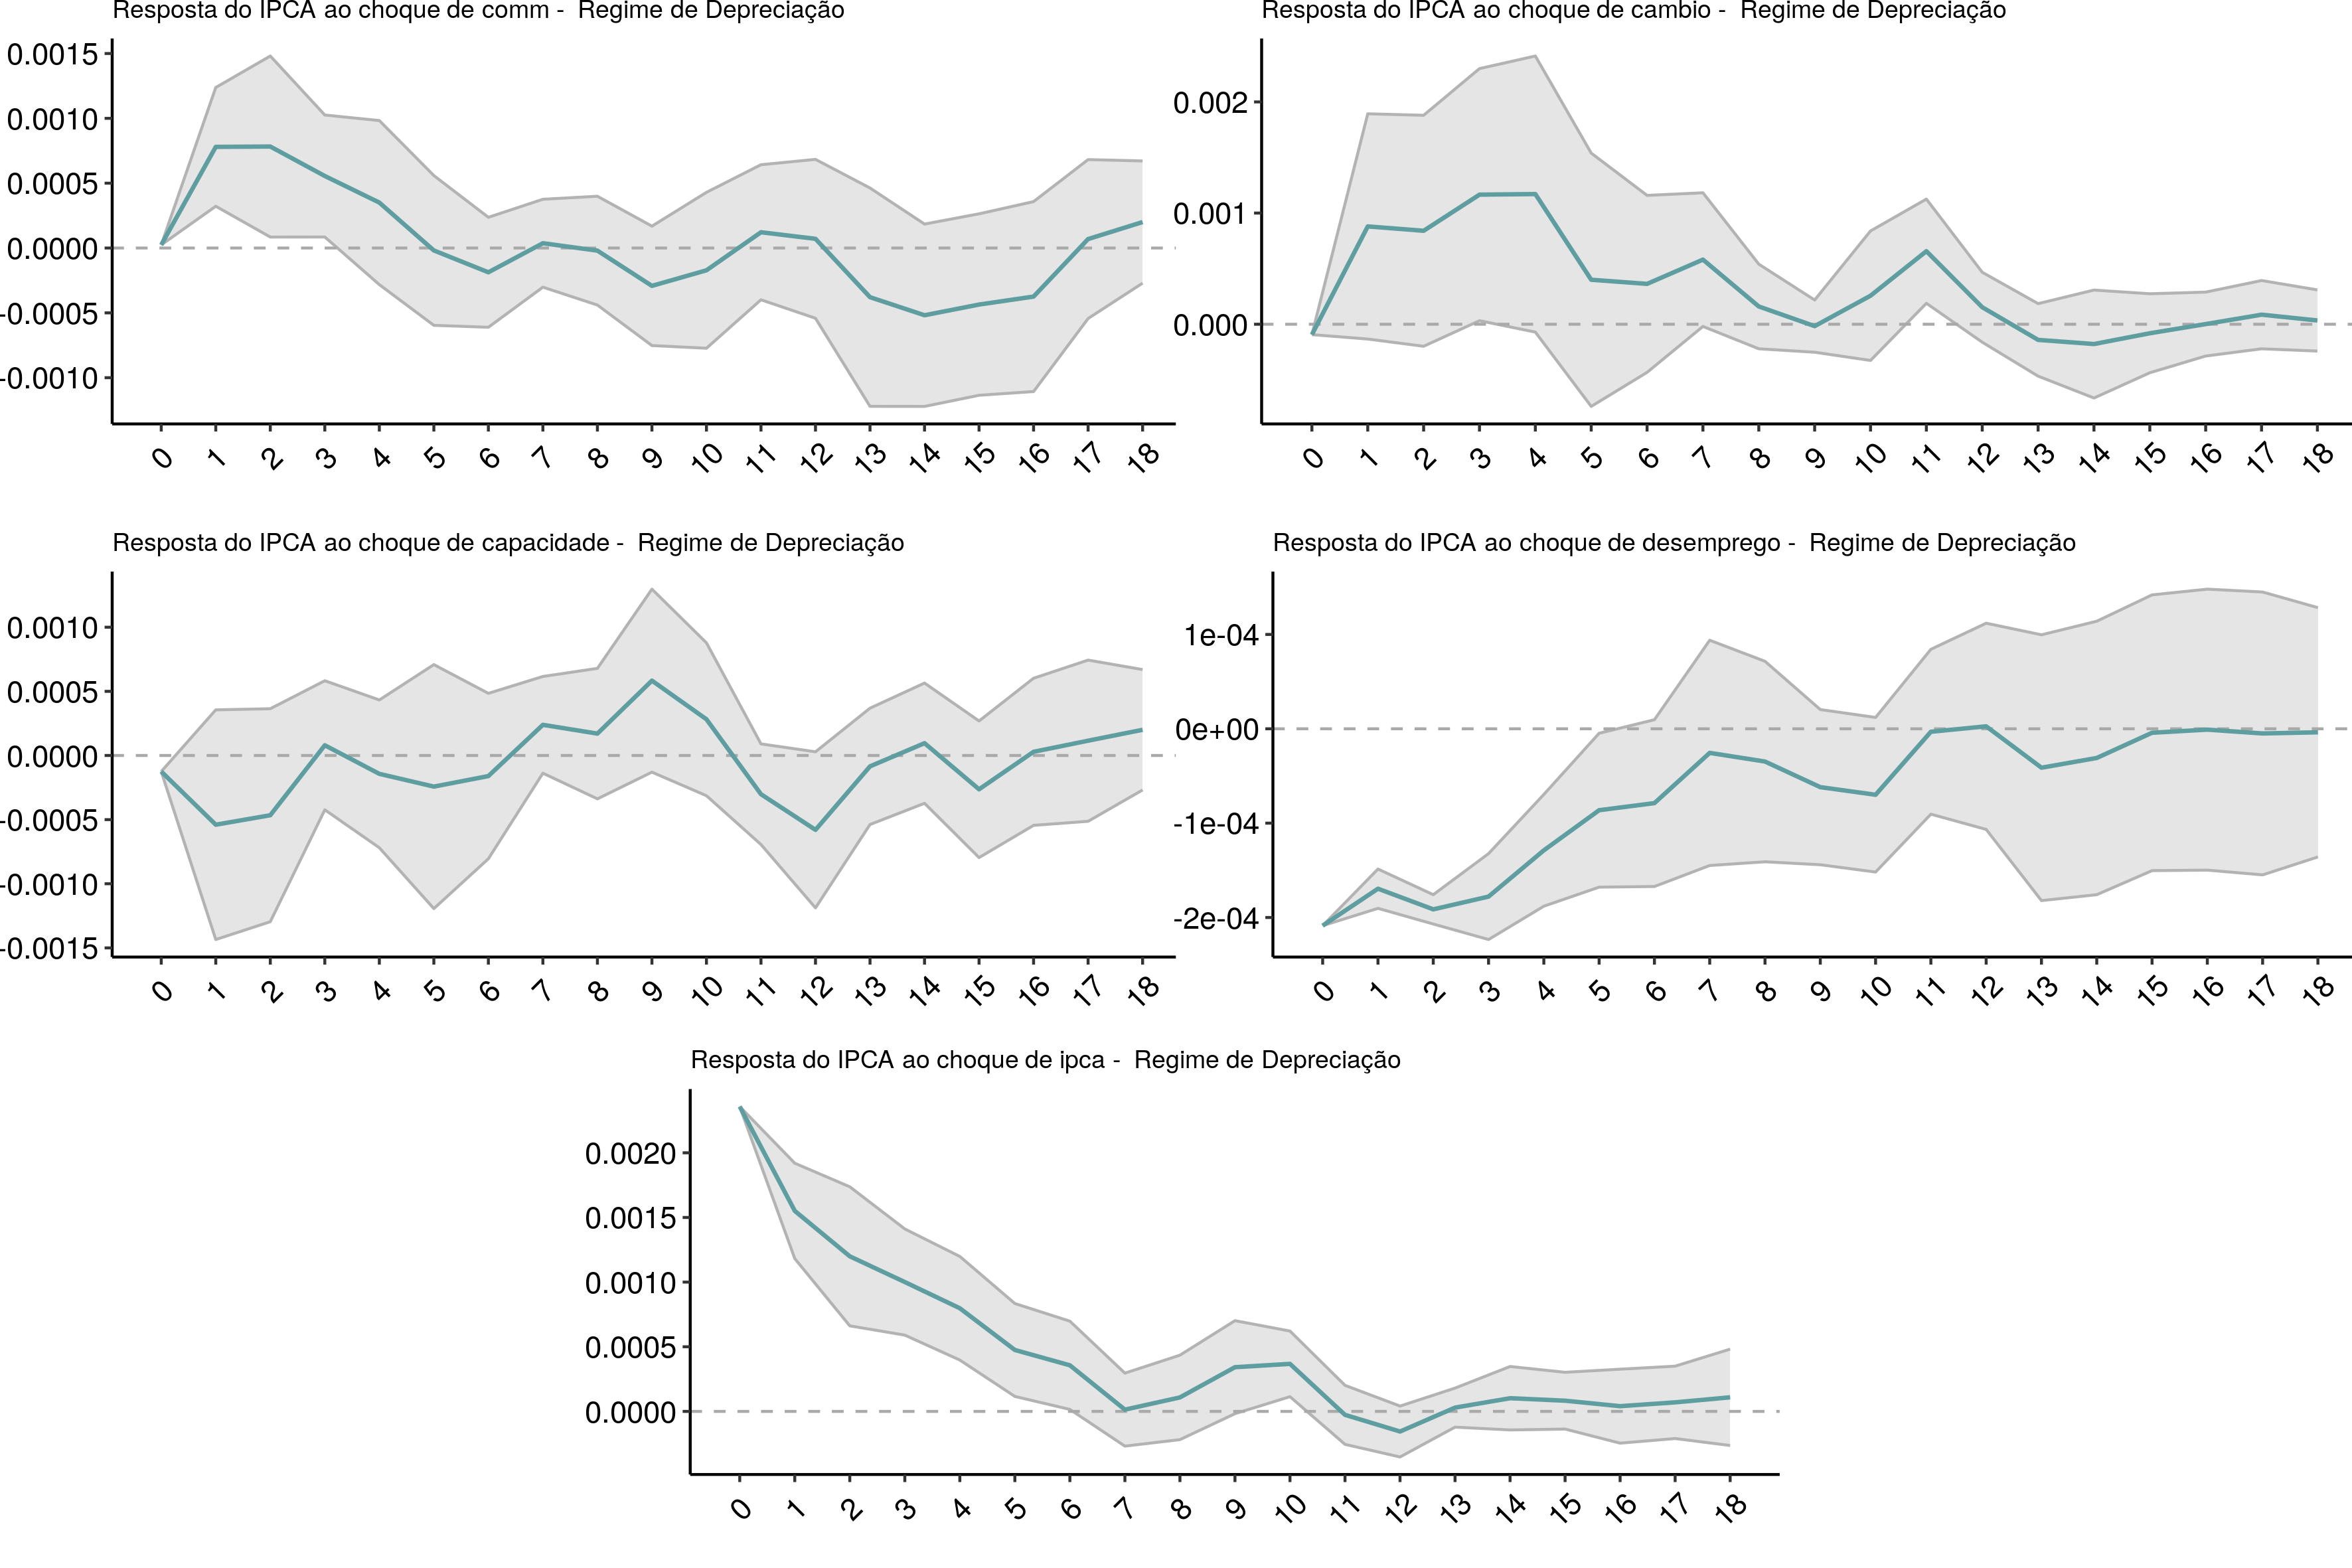 Resposta do IPCA ao choque de comm -  Regime de Depreciação
0.0015
0.0010
0.0005
0.0000
-0.0005
-0.0010
0 1 2 3 4 5 6 7 8 9 10 11 12 13 14 15 16 17 18
Resposta do IPCA ao choque de cambio -  Regime de Depreciação
0.002
0.001
0.000
0 1 2 3 4 5 6 7 8 9 10 11 12 13 14 15 16 17 18
Resposta do IPCA ao choque de capacidade -  Regime de Depreciação
0.0010
0.0005
0.0000
-0.0005
-0.0010
-0.0015
0 1 2 3 4 5 6 7 8 9 10 11 12 13 14 15 16 17 18
Resposta do IPCA ao choque de desemprego -  Regime de Depreciação
1e-04
0e+00
-1e-04
-2e-04
0 1 2 3 4 5 6 7 8 9 10 11 12 13 14 15 16 17 18
Resposta do IPCA ao choque de ipca -  Regime de Depreciação
0.0020
0.0015
0.0010
0.0005
0.0000
0 1 2 3 4 5 6 7 8 9 10 11 12 13 14 15 16 17 18